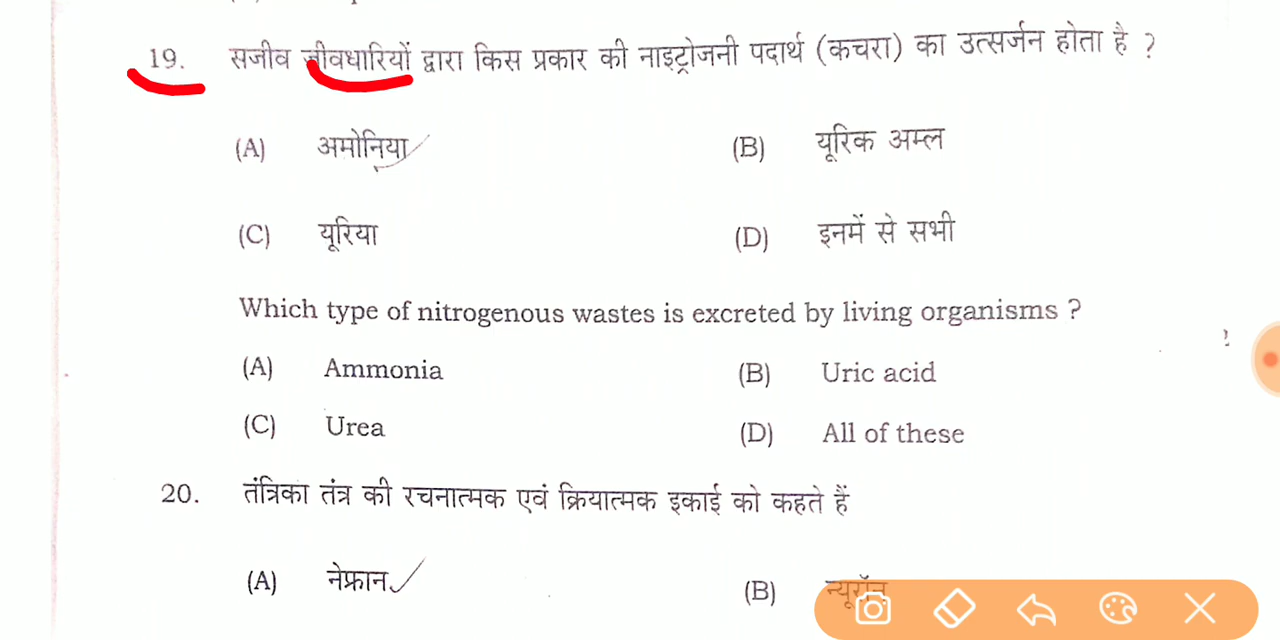 19. सजीव जीवधारियों द्वारा किस प्रकार की नाइट्रोजनी पदार्थ (कचरा) का उत्सर्जन होता है ?
(A) अमोनिया (B) यूरिक अम्ल
(C) यूरिया (D) इनमें से सभी
Which type of nitrogenous wastes is excreted by living organisms ?
(A) Ammonia (B) Uric acid
(C) Urea (D) All of these
20. तंत्रिका तंत्र की रचनात्मक एवं क्रियात्मक इकाई को कहते हैं
(A) नेफ्रान (B) न्यूरॉन